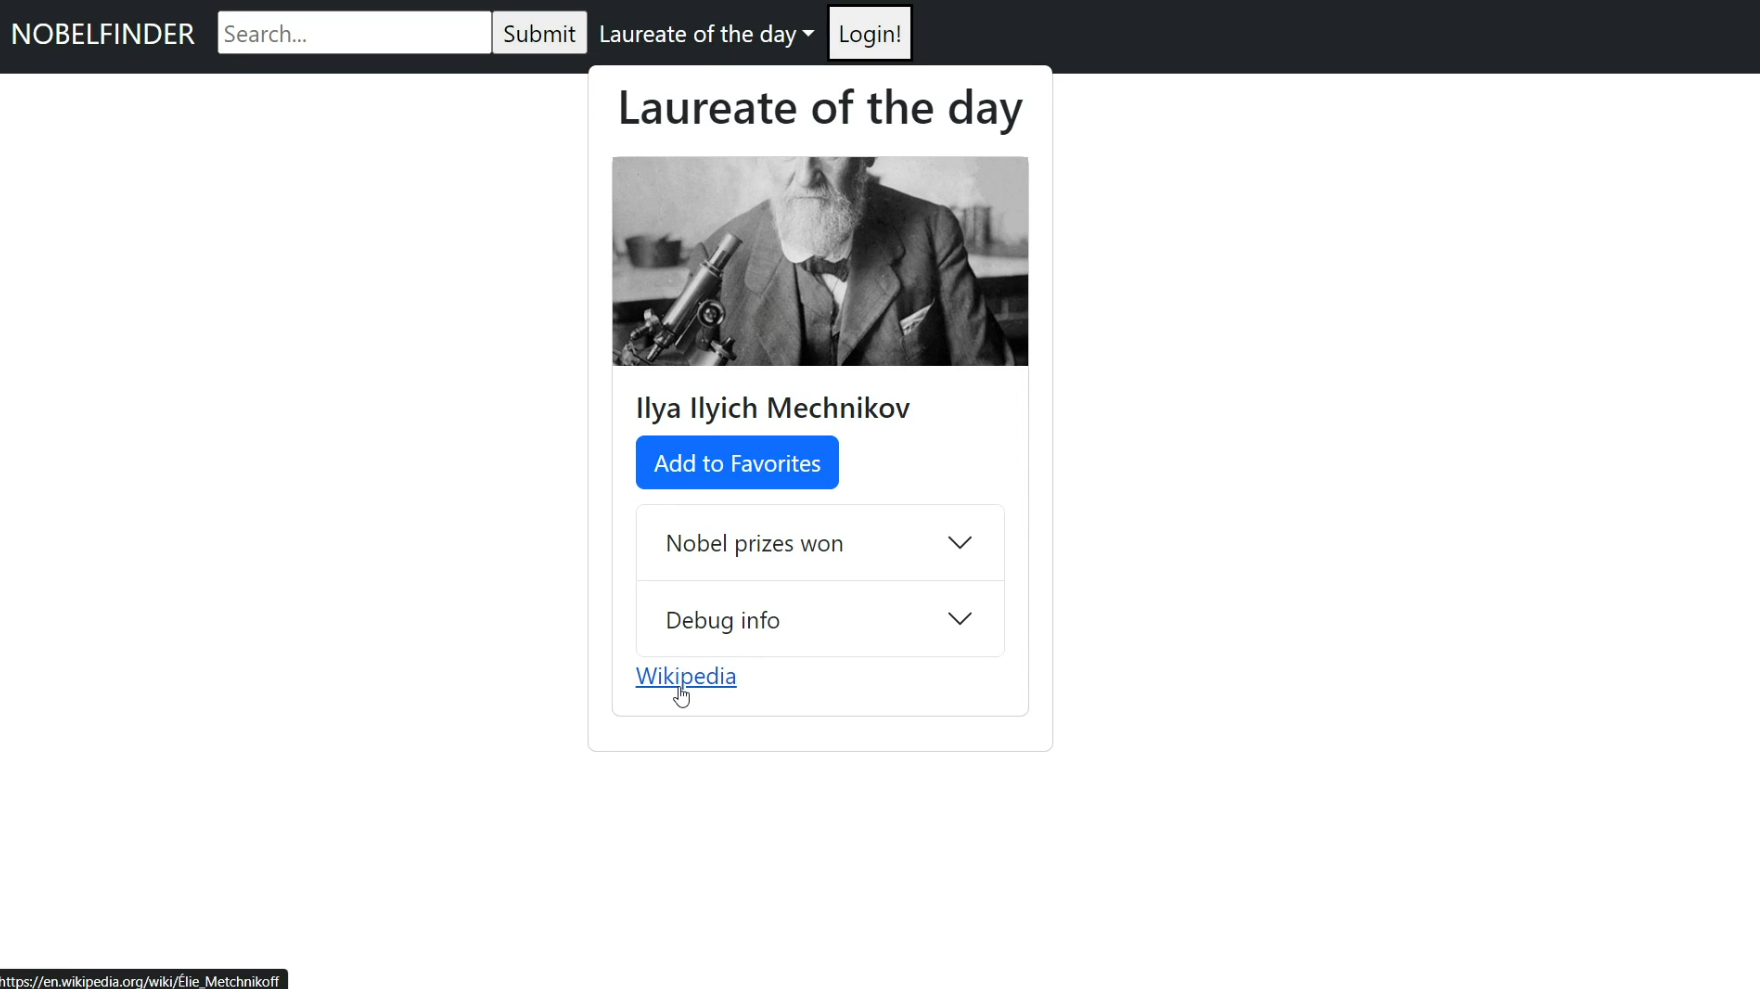 NOBELFINDER Search... Submit Laureate of the day Login!
Laureate of the day
Ilya Ilyich Mechnikov
Add to Favorites
Nobel prizes won
Debug info
Wikipedia
https://en.wikipedia.org/wiki/Élie_Metchnikoff